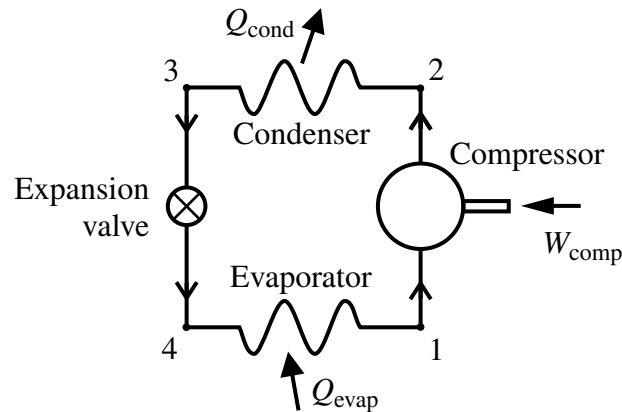 Q_cond
3
2
Condenser
Compressor
Expansion
valve
W_comp
Evaporator
4
1
Q_evap